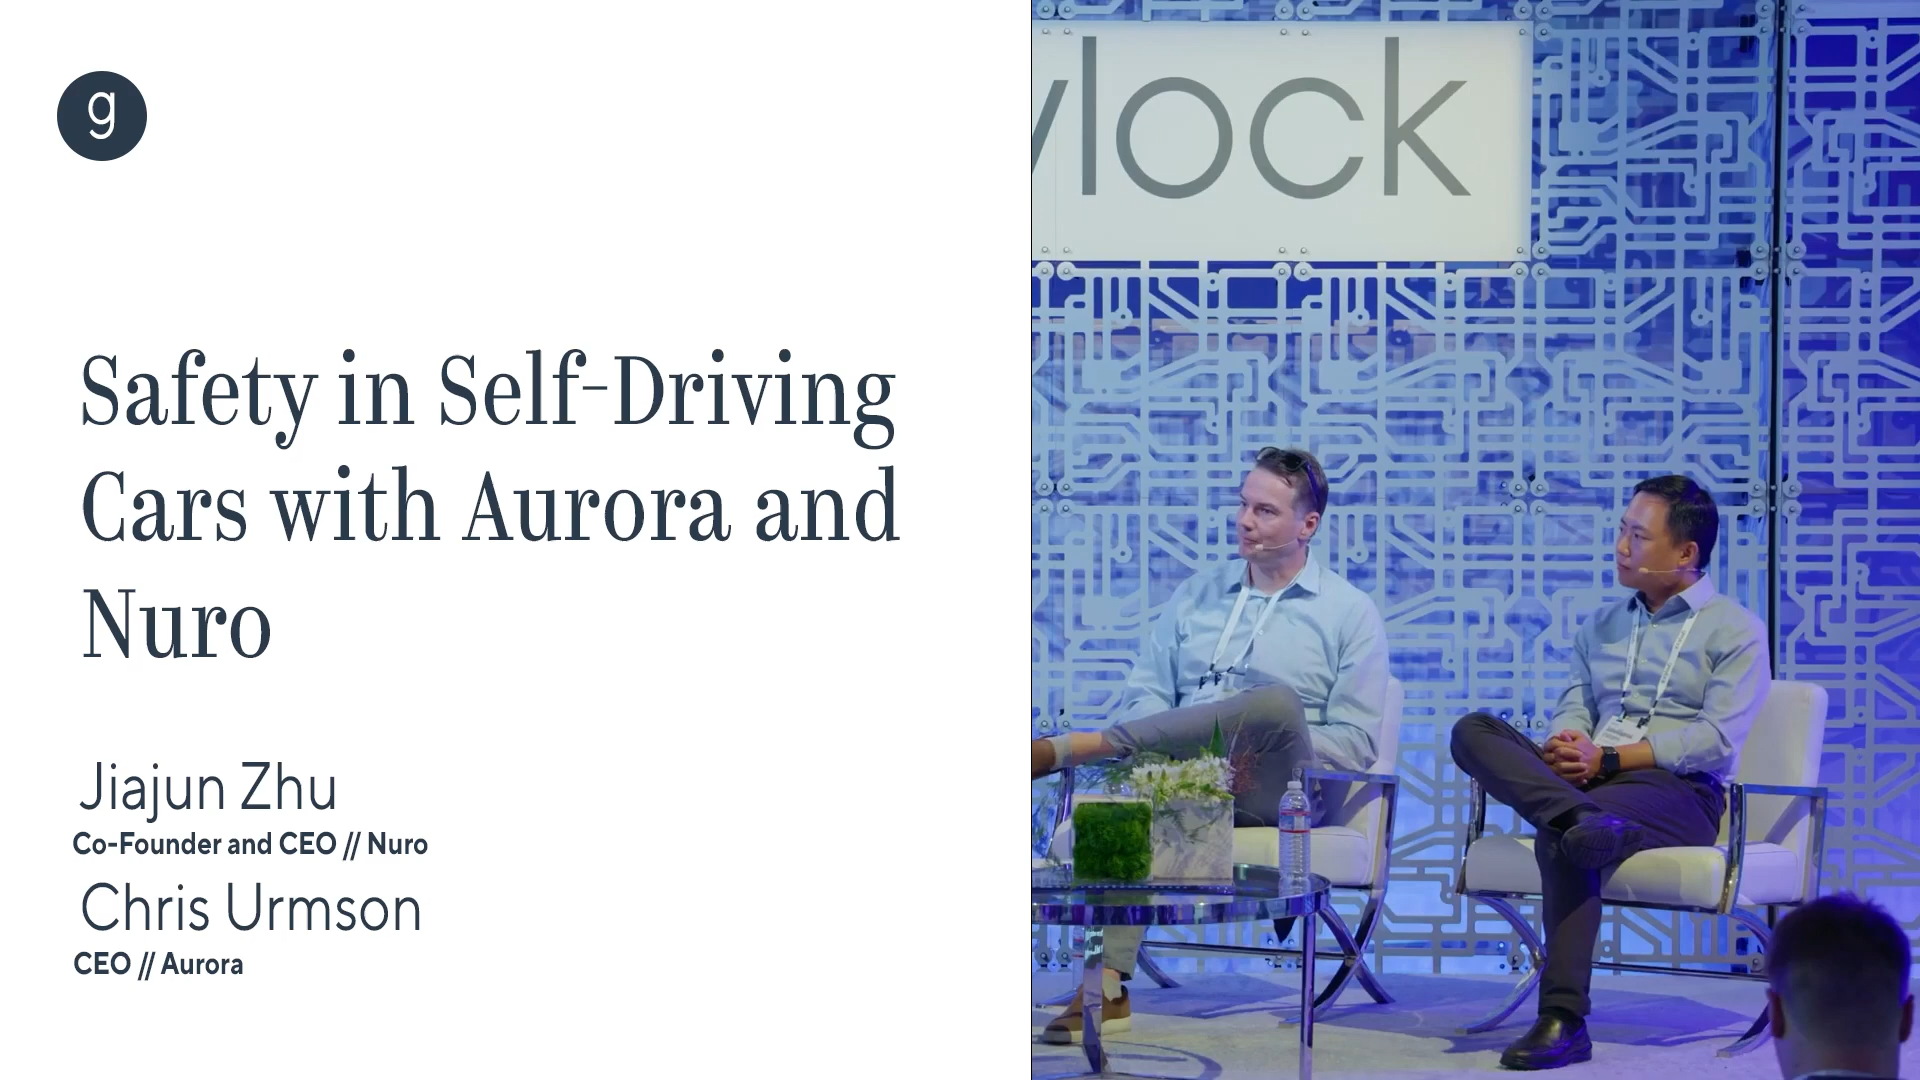 g
Safety in Self-Driving
Cars with Aurora and
Nuro
Jiajun Zhu
Co-Founder and CEO // Nuro
Chris Urmson
CEO // Aurora
ylock